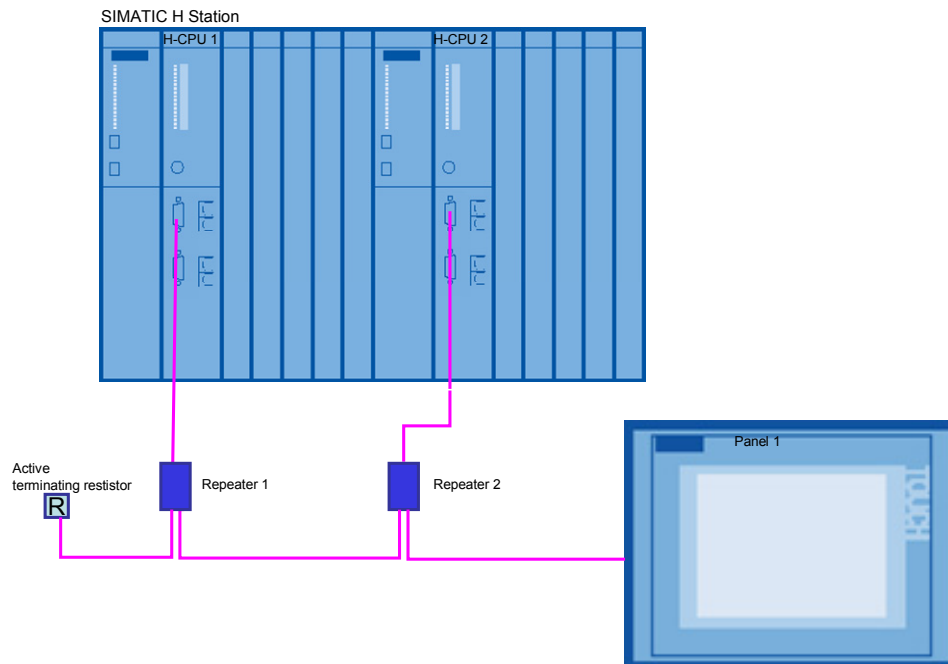 SIMATIC H Station
H-CPU 1
H-CPU 2
Panel 1
Active
terminating restistor
R
Repeater 1
Repeater 2